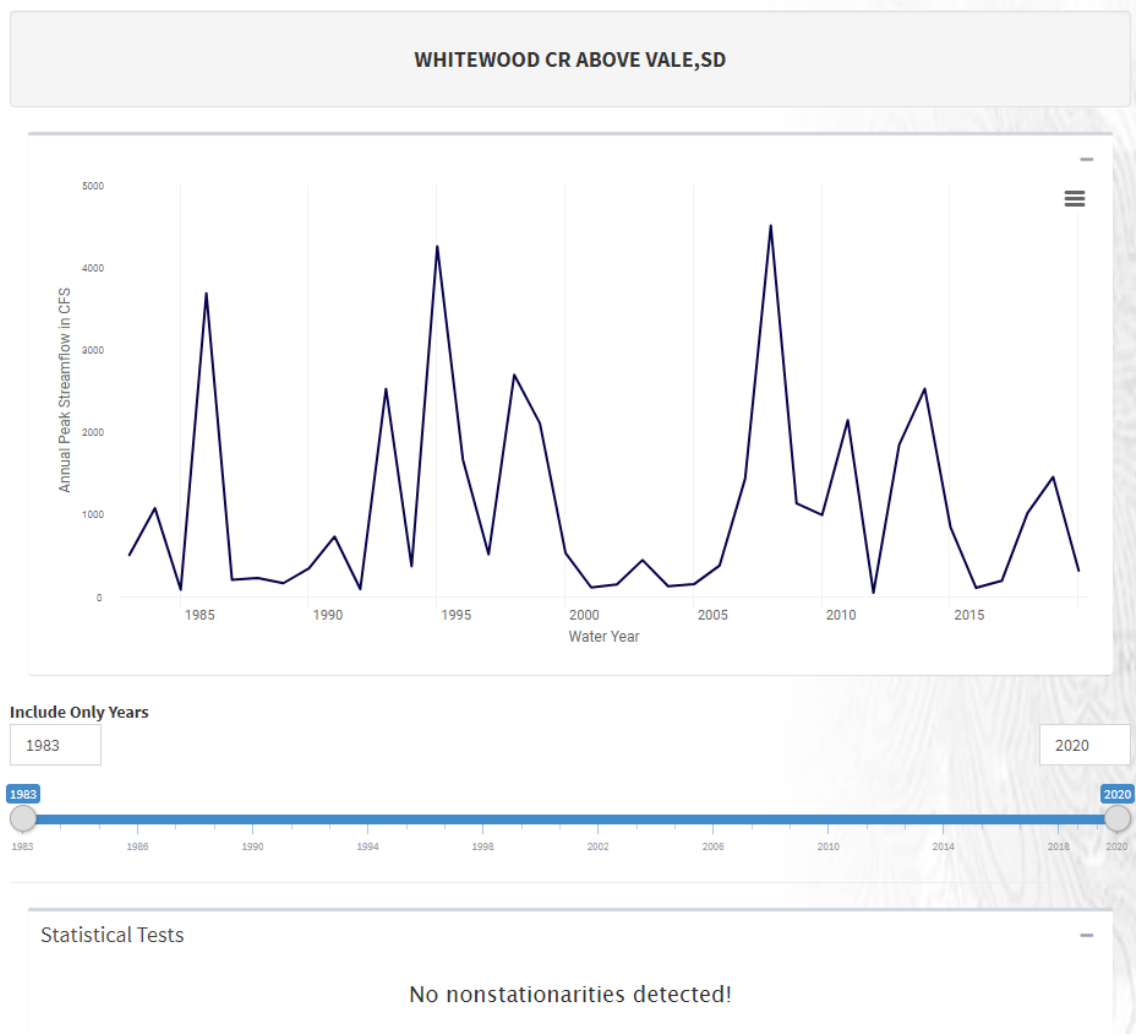 WHITEWOOD CR ABOVE VALE,SD
5000
4000
3000
2000
1000
0
Annual Peak Streamflow in CFS
1985 1990 1995 2000 2005 2010 2015
Water Year
Include Only Years
1983 2020
1983 2020
1983 1986 1990 1994 1998 2002 2006 2010 2014 2018 2020
Statistical Tests
No nonstationarities detected!